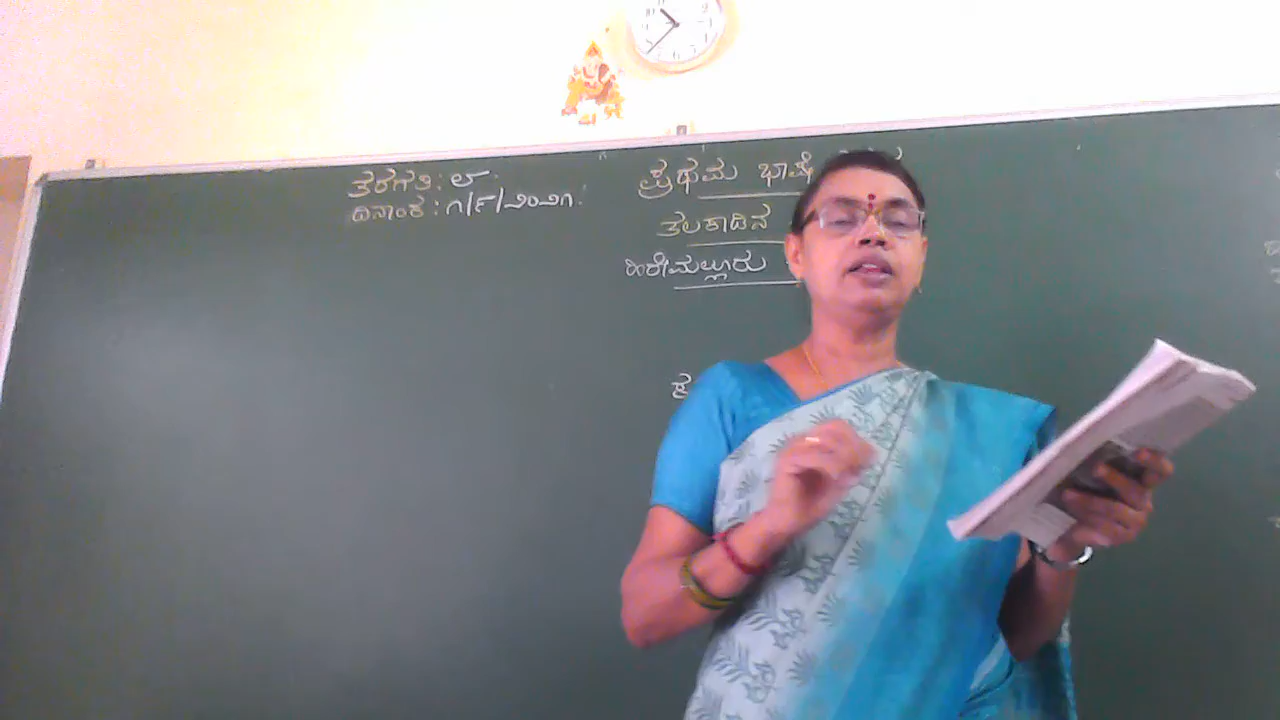 ತರಗತಿ: ೮
ದಿನಾಂಕ: ೧/೯/೨೦೨೧.
ಪ್ರಥಮ ಭಾಷೆ
ತಲಕಾಡಿನ
ಹಿರೇಮಲ್ಲೂರು